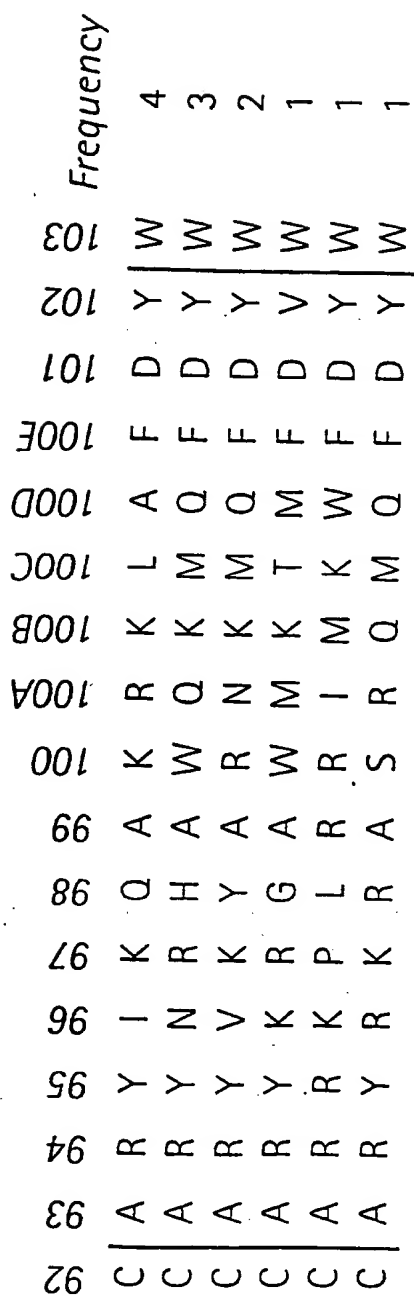 92 93 94 95 96 97 98 99 100 100A 100B 100C 100D 100E 101 102 103 Frequency
C A R Y I K Q A K R K L A F D Y W 4
C A R Y N R H A W Q K M Q F D Y W 3
C A R Y V K Y A R N K M Q F D Y W 2
C A R Y K R G A W M K T M F D V W 1
C A R R K P L R R I M K W F D Y W 1
C A R Y R K R A S R Q M Q F D Y W 1